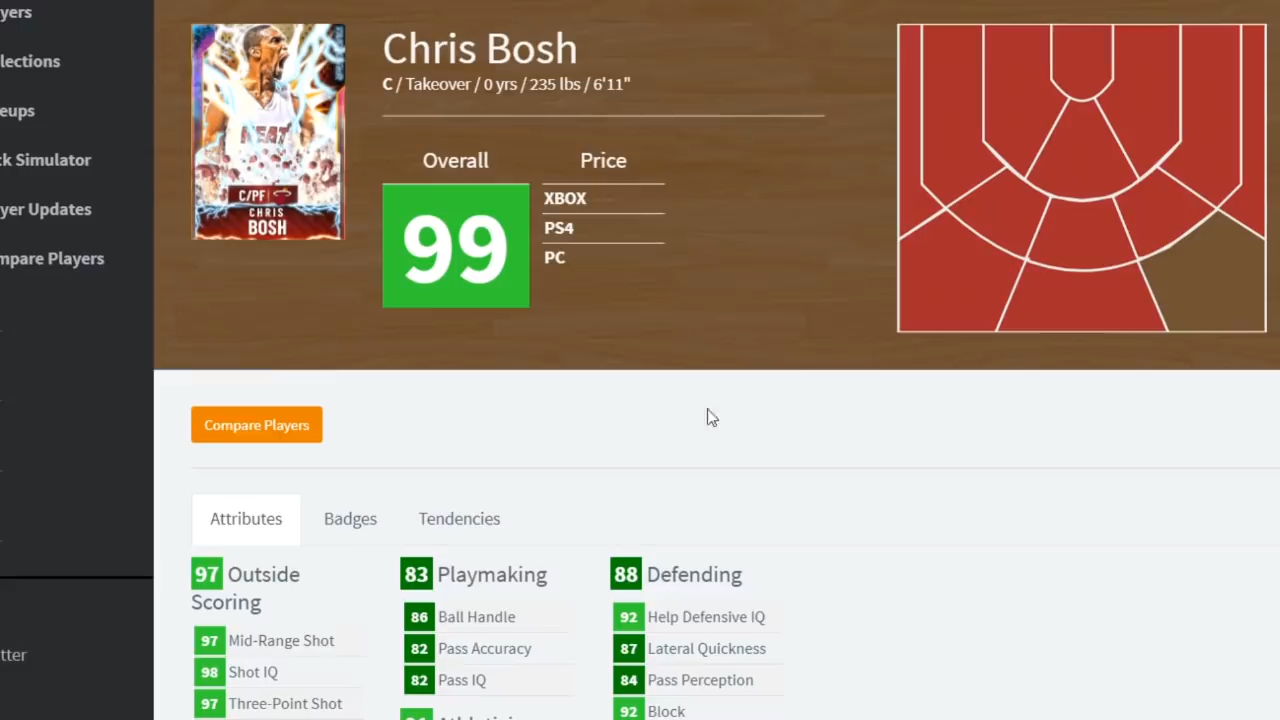 yers
lections
eups
ck Simulator
yer Updates
mpare Players
tter
HEAT
C/PF
CHRIS
BOSH
Chris Bosh
C / Takeover / 0 yrs / 235 lbs / 6'11"
Overall
99
Price
XBOX
PS4
PC
Compare Players
Attributes
Badges
Tendencies
97 Outside
Scoring
97 Mid-Range Shot
98 Shot IQ
97 Three-Point Shot
83 Playmaking
86 Ball Handle
82 Pass Accuracy
82 Pass IQ
88 Defending
92 Help Defensive IQ
87 Lateral Quickness
84 Pass Perception
92 Block